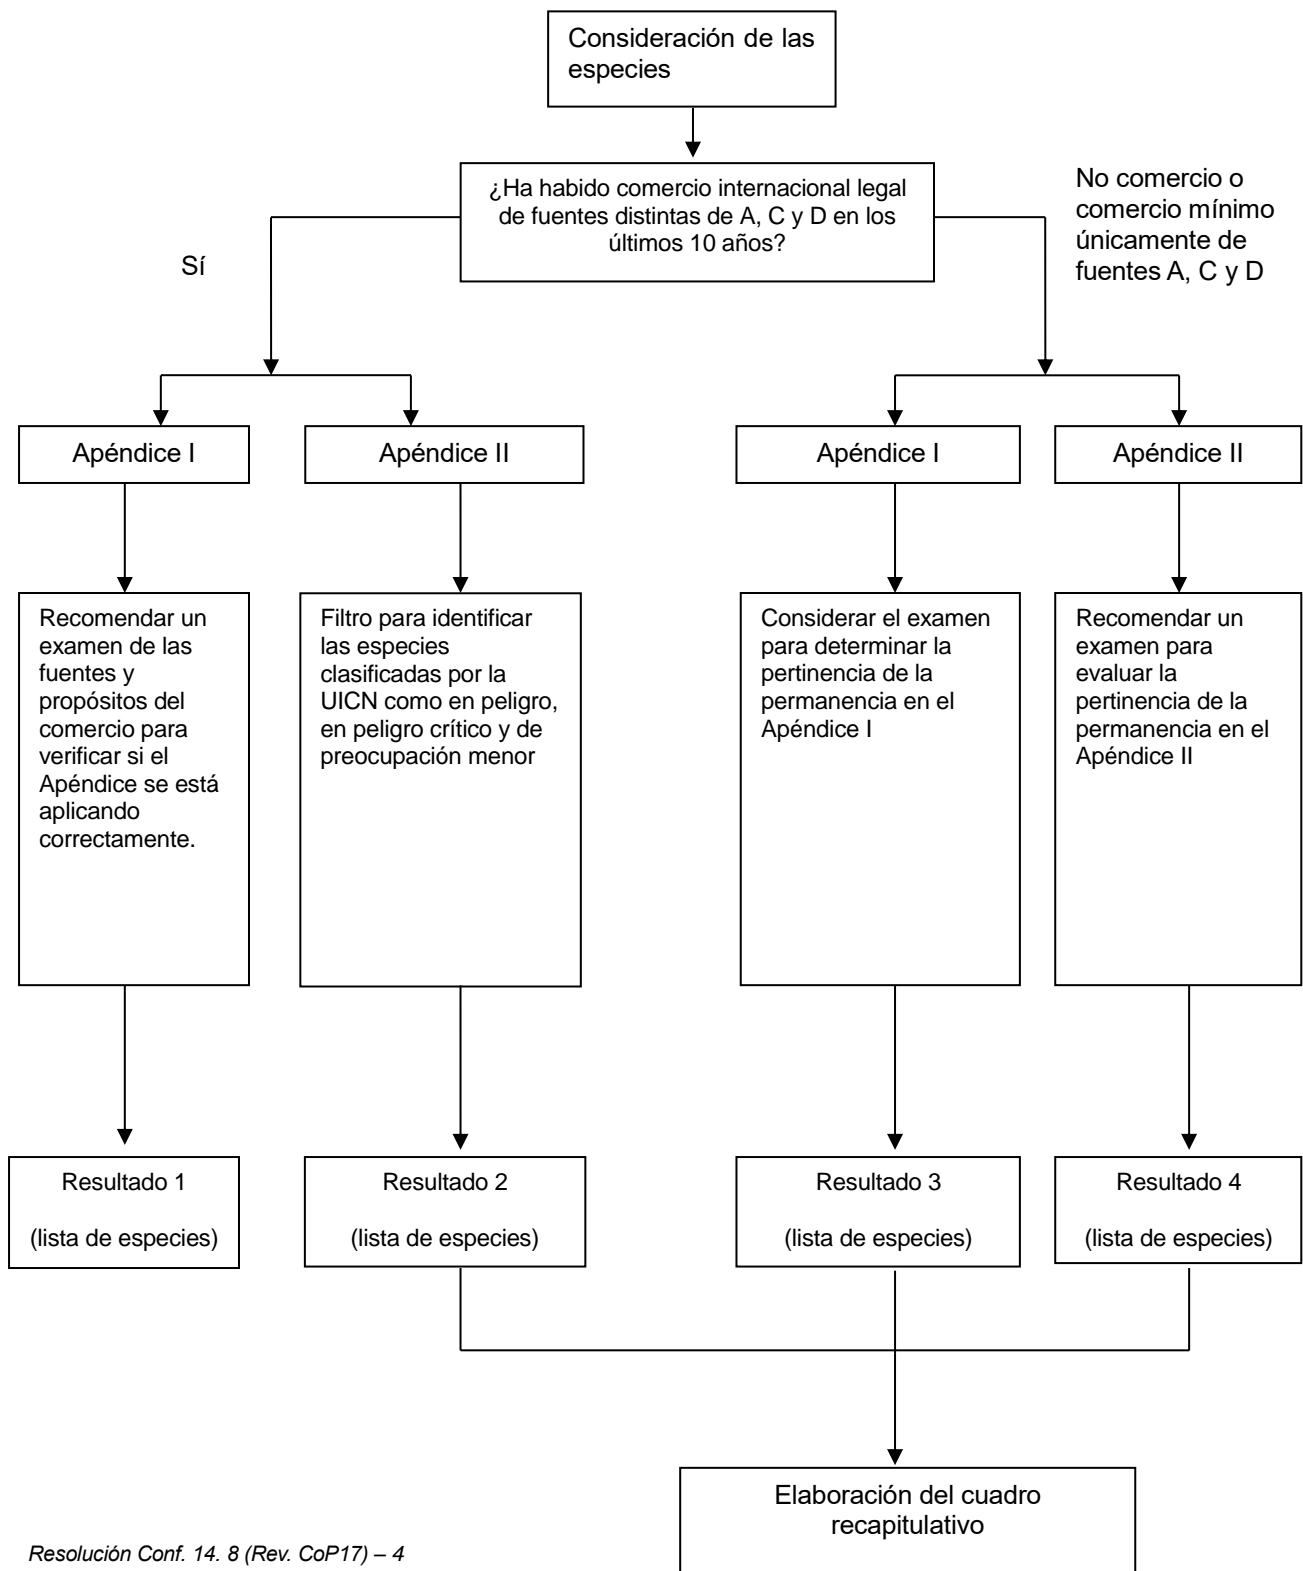 Consideración de las
especies
¿Ha habido comercio internacional legal
de fuentes distintas de A, C y D en los
últimos 10 años?
No comercio o
comercio mínimo
únicamente de
fuentes A, C y D
Sí
Apéndice I
Apéndice II
Apéndice I
Apéndice II
Recomendar un
examen de las
fuentes y
propósitos del
comercio para
verificar si el
Apéndice se está
aplicando
correctamente.
Filtro para identificar
las especies
clasificadas por la
UICN como en peligro,
en peligro crítico y de
preocupación menor
Considerar el examen
para determinar la
pertinencia de la
permanencia en el
Apéndice I
Recomendar un
examen para
evaluar la
pertinencia de la
permanencia en el
Apéndice II
Resultado 1
(lista de especies)
Resultado 2
(lista de especies)
Resultado 3
(lista de especies)
Resultado 4
(lista de especies)
Elaboración del cuadro
recapitulativo
Resolución Conf. 14. 8 (Rev. CoP17) – 4